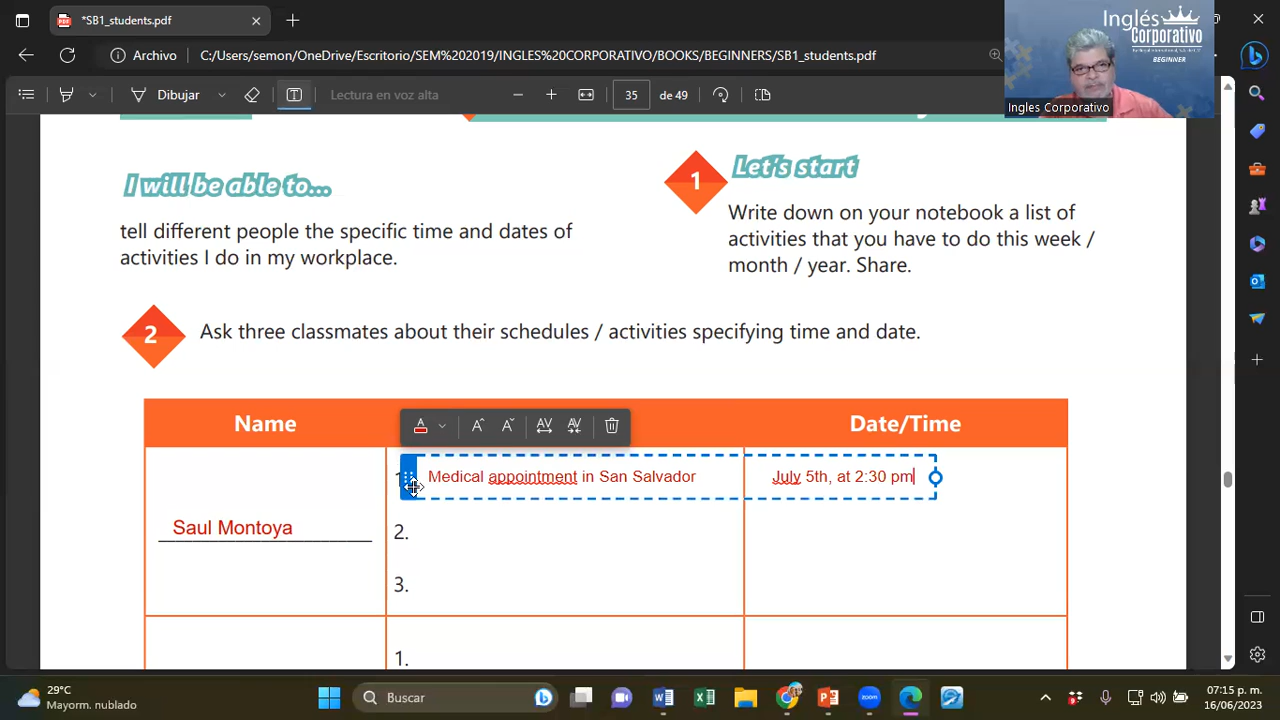 *SB1_students.pdf
Archivo
C:/Users/semon/OneDrive/Escritorio/SEM%202019/INGLES%20CORPORATIVO/BOOKS/BEGINNERS/SB1_students.pdf
Dibujar
Lectura en voz alta
35
de 49
Inglés
Corporativo
BEGINNER
Ingles Corporativo
I will be able to...
tell different people the specific time and dates of
activities I do in my workplace.
1
Let's start
Write down on your notebook a list of
activities that you have to do this week /
month / year. Share.
2
Ask three classmates about their schedules / activities specifying time and date.
Name
Date/Time
Medical appointment in San Salvador
July 5th, at 2:30 pm
Saul Montoya
2.
3.
1.
29°C
Mayorm. nublado
Buscar
07:15 p. m.
16/06/2023